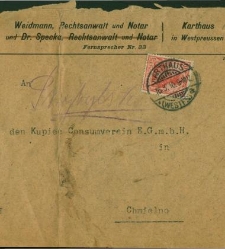 Weidmann, Rechtsanwalt und Notar
und Dr. Specka, Rechtsanwalt und Notar
Fernsprecher Nr. 53
Karthaus
in Westpreussen
An
den Kupien Consumverein E.G.m.b.H.
in
Chmielno